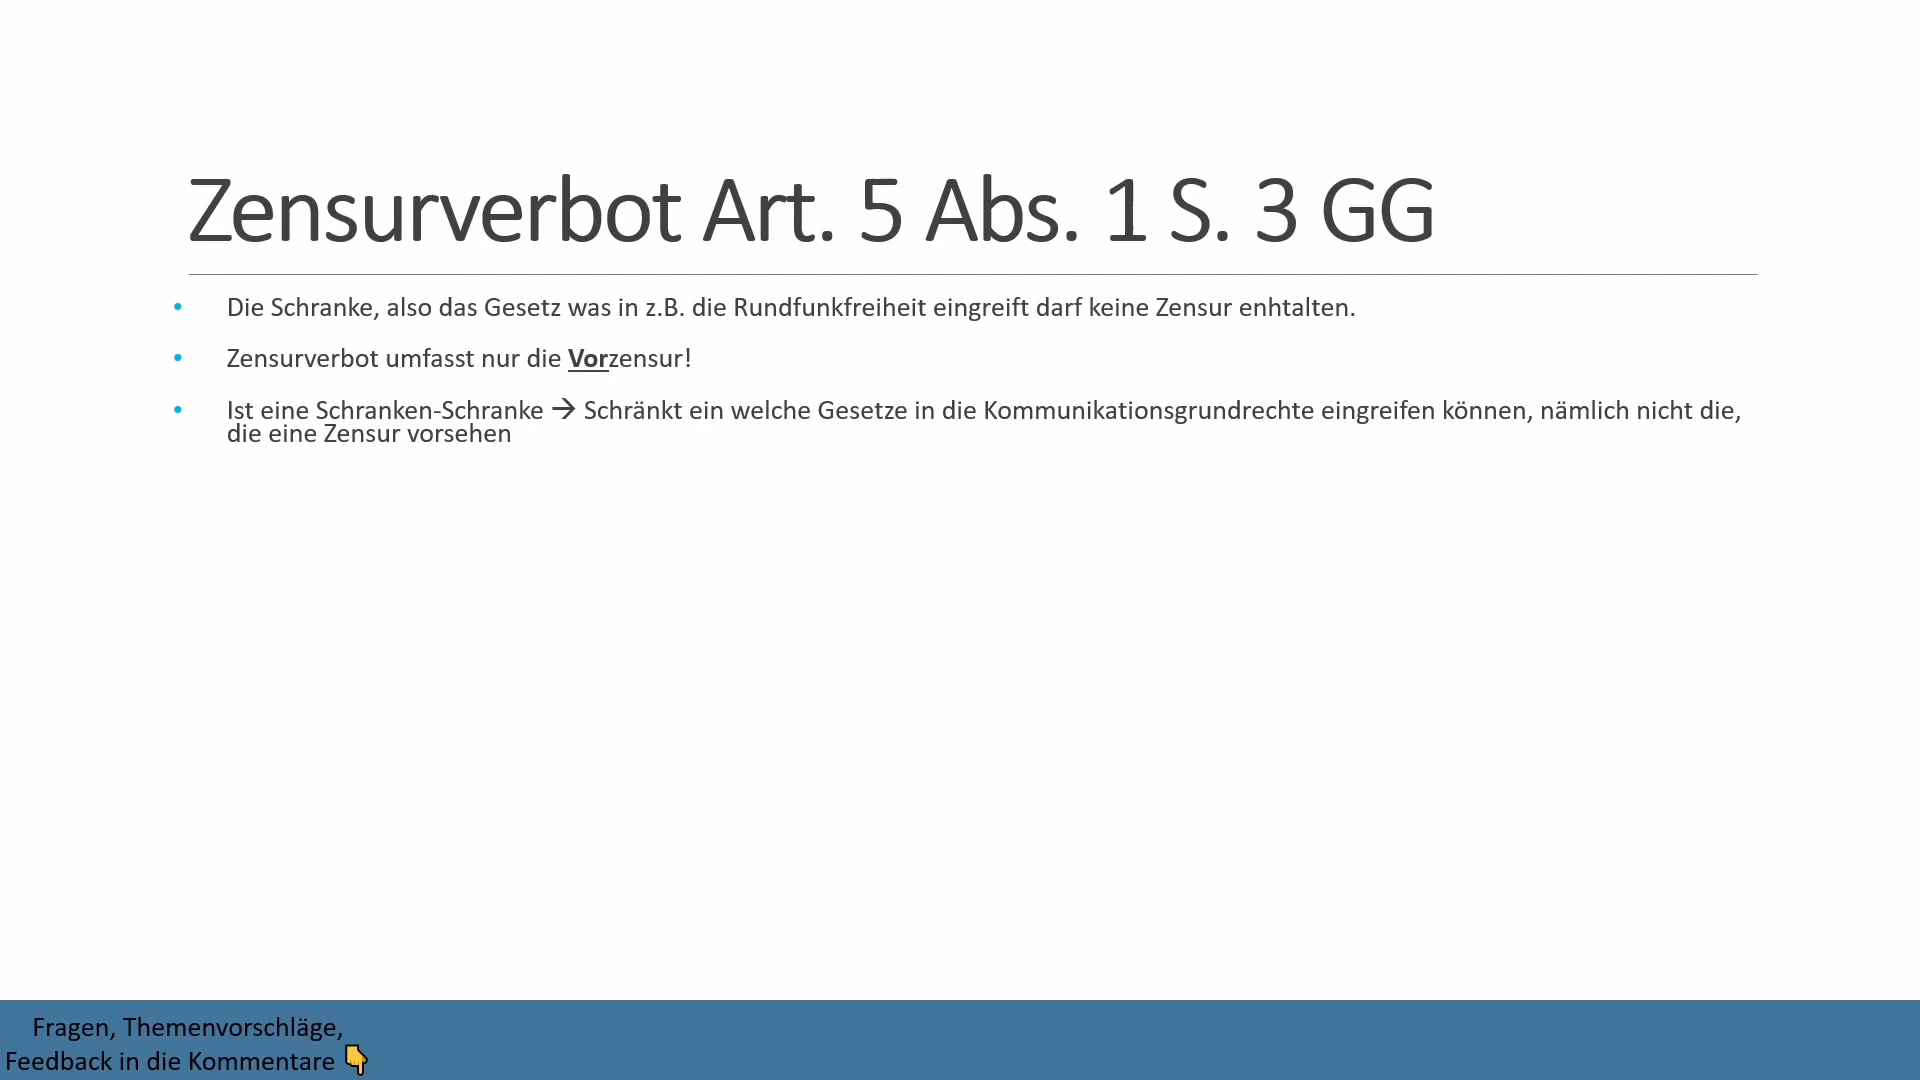 Zensurverbot Art. 5 Abs. 1 S. 3 GG
• Die Schranke, also das Gesetz was in z.B. die Rundfunkfreiheit eingreift darf keine Zensur enhtalten.
• Zensurverbot umfasst nur die Vorzensur!
• Ist eine Schranken-Schranke → Schränkt ein welche Gesetze in die Kommunikationsgrundrechte eingreifen können, nämlich nicht die,
die eine Zensur vorsehen
Fragen, Themenvorschläge,
Feedback in die Kommentare 👇